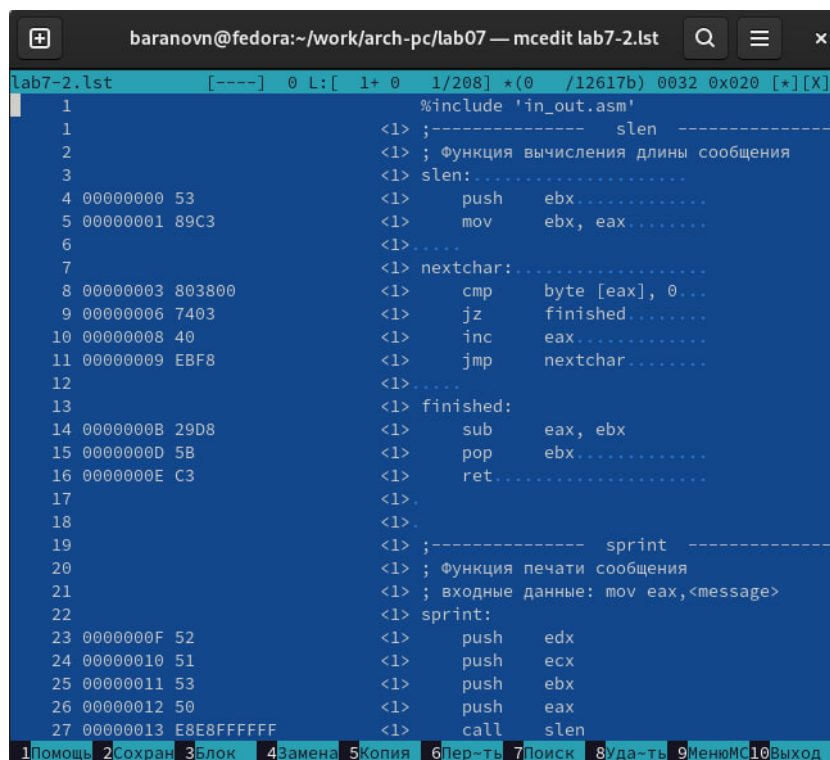 baranovn@fedora:~/work/arch-pc/lab07 — mcedit lab7-2.lst
lab7-2.lst [----] 0 L:[ 1+ 0 1/208] *(0 /12617b) 0032 0x020 [*][X]
1 %include 'in_out.asm'
1 <1> ;--------------- slen ---------------
2 <1> ; Функция вычисления длины сообщения
3 <1> slen:......................
4 00000000 53 <1> push ebx.............
5 00000001 89C3 <1> mov ebx, eax........
6 <1>.....
7 <1> nextchar:...................
8 00000003 803800 <1> cmp byte [eax], 0...
9 00000006 7403 <1> jz finished........
10 00000008 40 <1> inc eax.............
11 00000009 EBF8 <1> jmp nextchar........
12 <1>.....
13 <1> finished:
14 0000000B 29D8 <1> sub eax, ebx
15 0000000D 5B <1> pop ebx.............
16 0000000E C3 <1> ret.....................
17 <1>.
18 <1>.
19 <1> ;--------------- sprint ---------------
20 <1> ; Функция печати сообщения
21 <1> ; входные данные: mov eax,<message>
22 <1> sprint:
23 0000000F 52 <1> push edx
24 00000010 51 <1> push ecx
25 00000011 53 <1> push ebx
26 00000012 50 <1> push eax
27 00000013 E8E8FFFFFF <1> call slen
1Помощь 2Сохран 3Блок 4Замена 5Копия 6Пер~ть 7Поиск 8Уда~ть 9МенюМС 10Выход